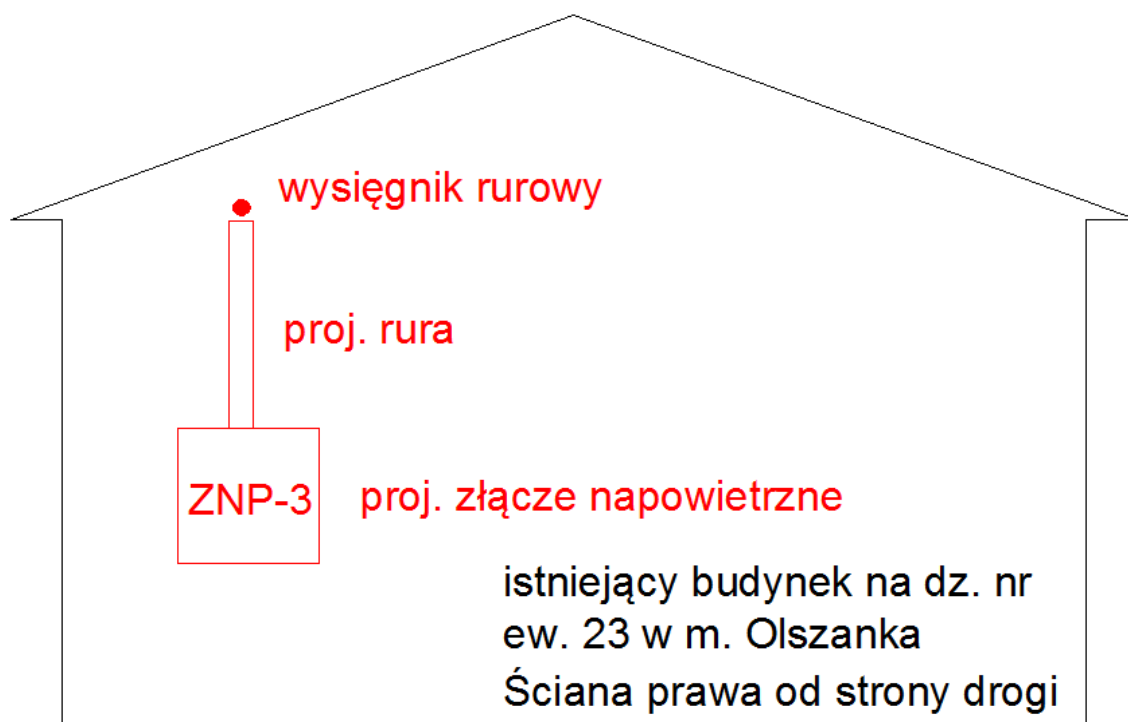 wysięgnik rurowy
proj. rura
ZNP-3
proj. złącze napowietrzne
istniejący budynek na dz. nr
ew. 23 w m. Olszanka
Ściana prawa od strony drogi